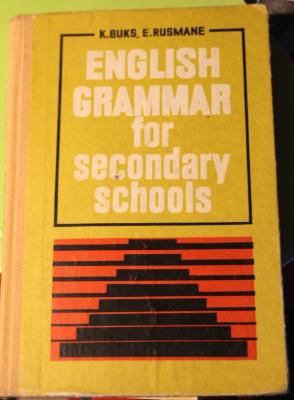 K. BUKS, E. RUSMANE
ENGLISH
GRAMMAR
for
secondary
schools